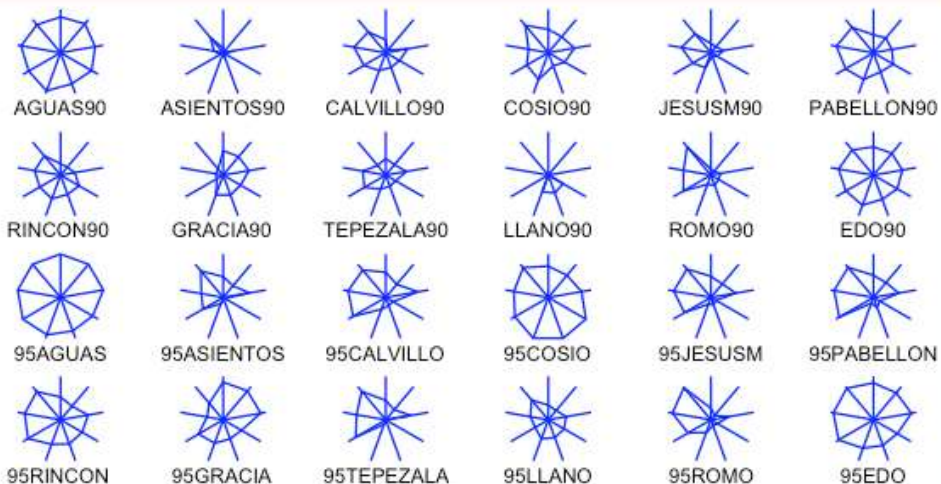 AGUAS90 ASIENTOS90 CALVILLO90 COSIO90 JESUSM90 PABELLON90
RINCON90 GRACIA90 TEPEZALA90 LLANO90 ROMO90 EDO90
95AGUAS 95ASIENTOS 95CALVILLO 95COSIO 95JESUSM 95PABELLON
95RINCON 95GRACIA 95TEPEZALA 95LLANO 95ROMO 95EDO